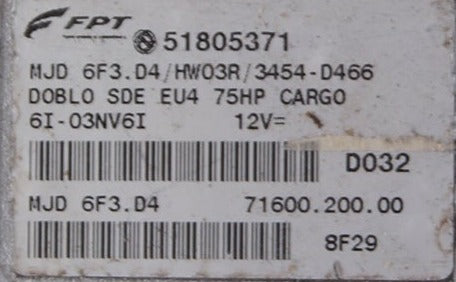 FPT 51805371
MJD 6F3.D4/HW03R/3454-D466
DOBLO SDE EU4 75HP CARGO
6I-03NV6I 12V=
D032
MJD 6F3.D4 71600.200.00
8F29